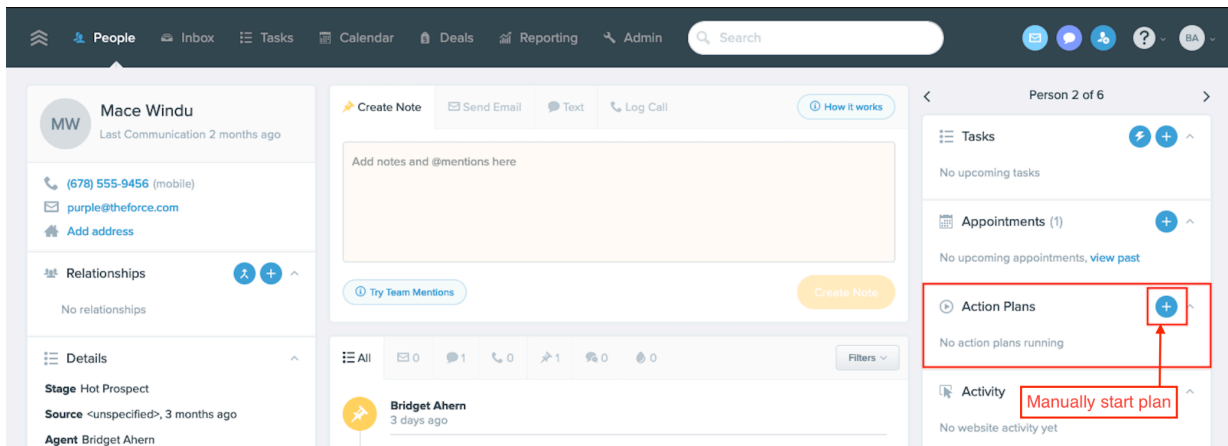 People Inbox Tasks Calendar Deals Reporting Admin Search ? BA
MW
Mace Windu
Last Communication 2 months ago
(678) 555-9456 (mobile)
purple@theforce.com
Add address
Relationships
No relationships
Details
Stage Hot Prospect
Source <unspecified>, 3 months ago
Agent Bridget Ahern
Create Note Send Email Text Log Call How it works
Add notes and @mentions here
Try Team Mentions Create Note
All 0 1 0 1 0 0 Filters
Bridget Ahern
3 days ago
Person 2 of 6
Tasks
No upcoming tasks
Appointments (1)
No upcoming appointments, view past
Action Plans
No action plans running
Activity
Manually start plan
No website activity yet